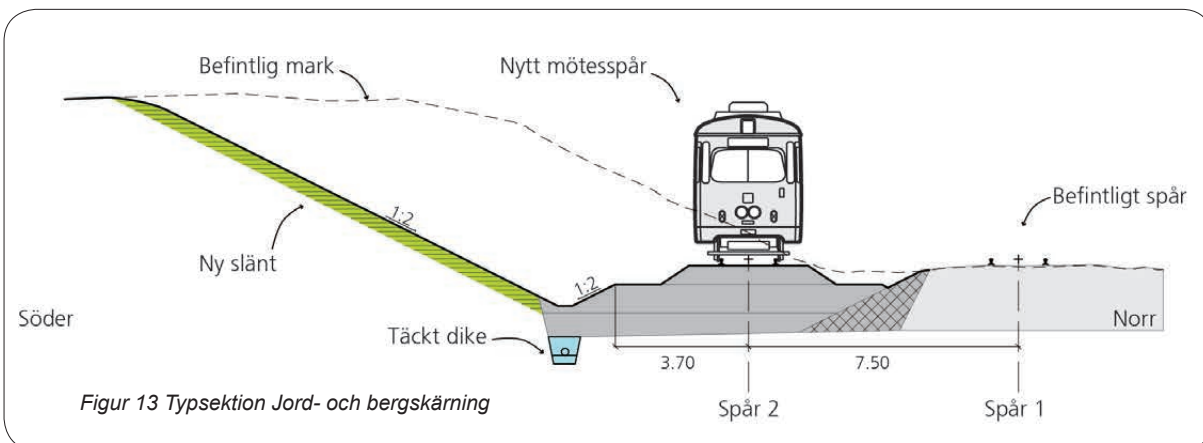 Befintlig mark
Nytt mötesspår
Befintligt spår
1:2
Ny slänt
1:2
Söder
Täckt dike
Norr
3.70
7.50
Figur 13 Typsektion Jord- och bergskärning
Spår 2
Spår 1